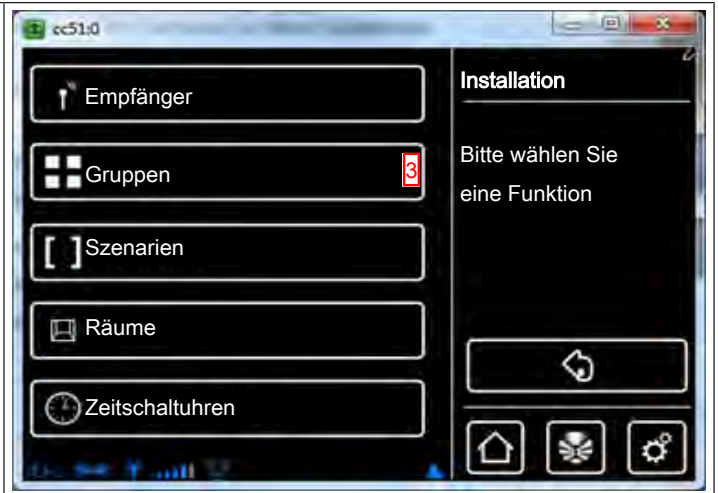 cc51;0
Empfänger
Gruppen
3
Szenarien
Räume
Zeitschaltuhren
Installation
Bitte wählen Sie
eine Funktion